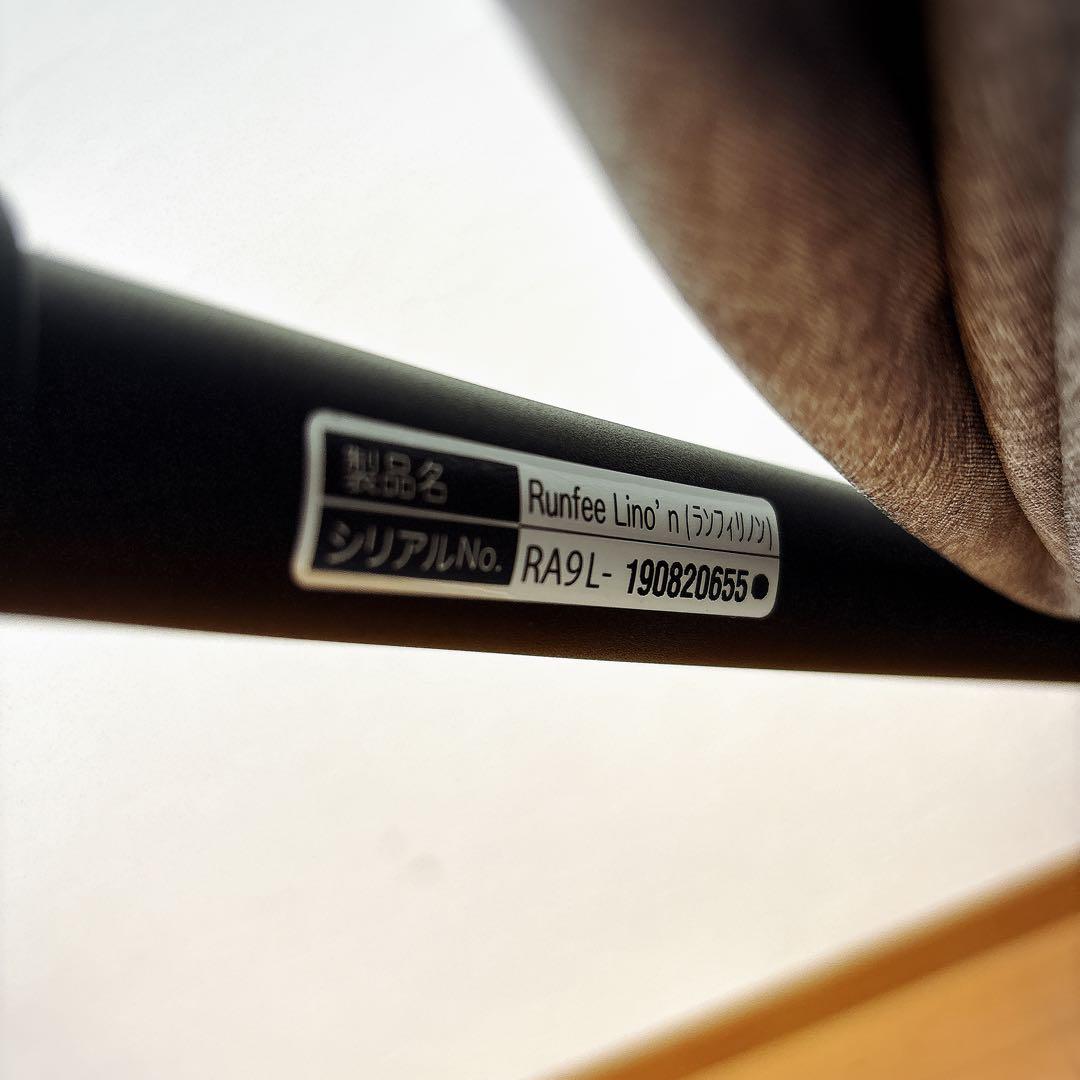 製品名 Runfee Lino'n (ランフィリノン)
シリアルNo. RA9L- 190820655●